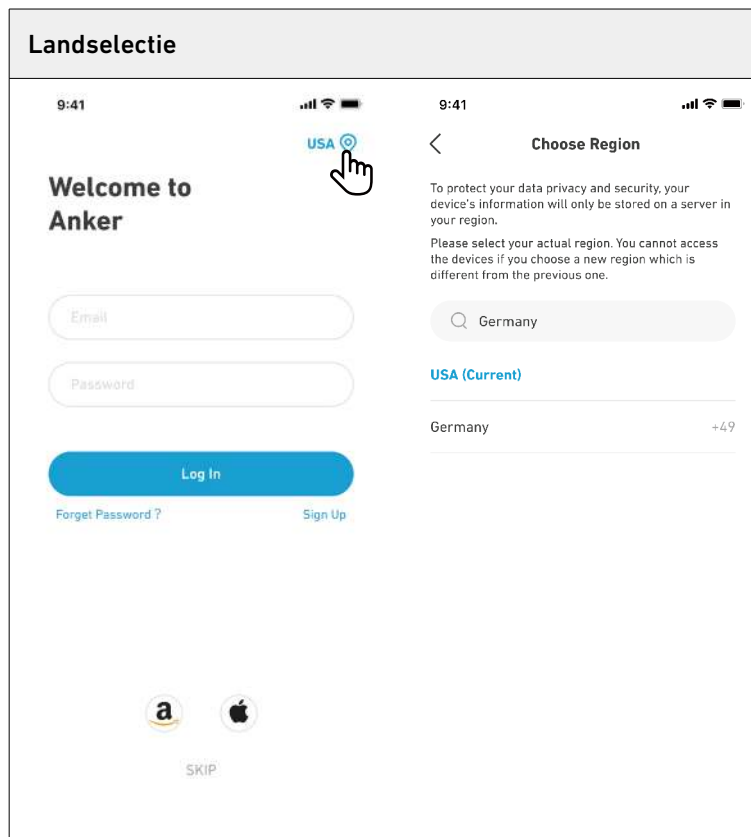 Landselectie
9:41
USA
Welcome to
Anker
Email
Password
Log In
Forget Password ?
Sign Up
a
SKIP
9:41
Choose Region
To protect your data privacy and security, your
device's information will only be stored on a server in
your region.
Please select your actual region. You cannot access
the devices if you choose a new region which is
different from the previous one.
Germany
USA (Current)
Germany +49